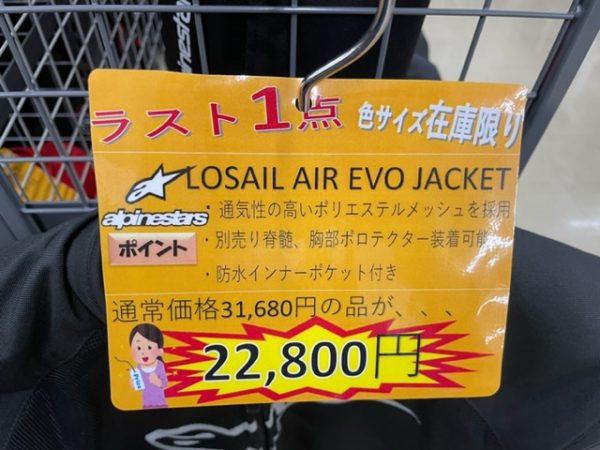 alpinestars
ラスト1点 色サイズ在庫限り
LOSAIL AIR EVO JACKET
alpinestars
・通気性の高いポリエステルメッシュを採用
ポイント
・別売り脊髄、胸部ポロテクター装着可能
・防水インナーポケット付き
通常価格31,680円の品が、、、
22,800円